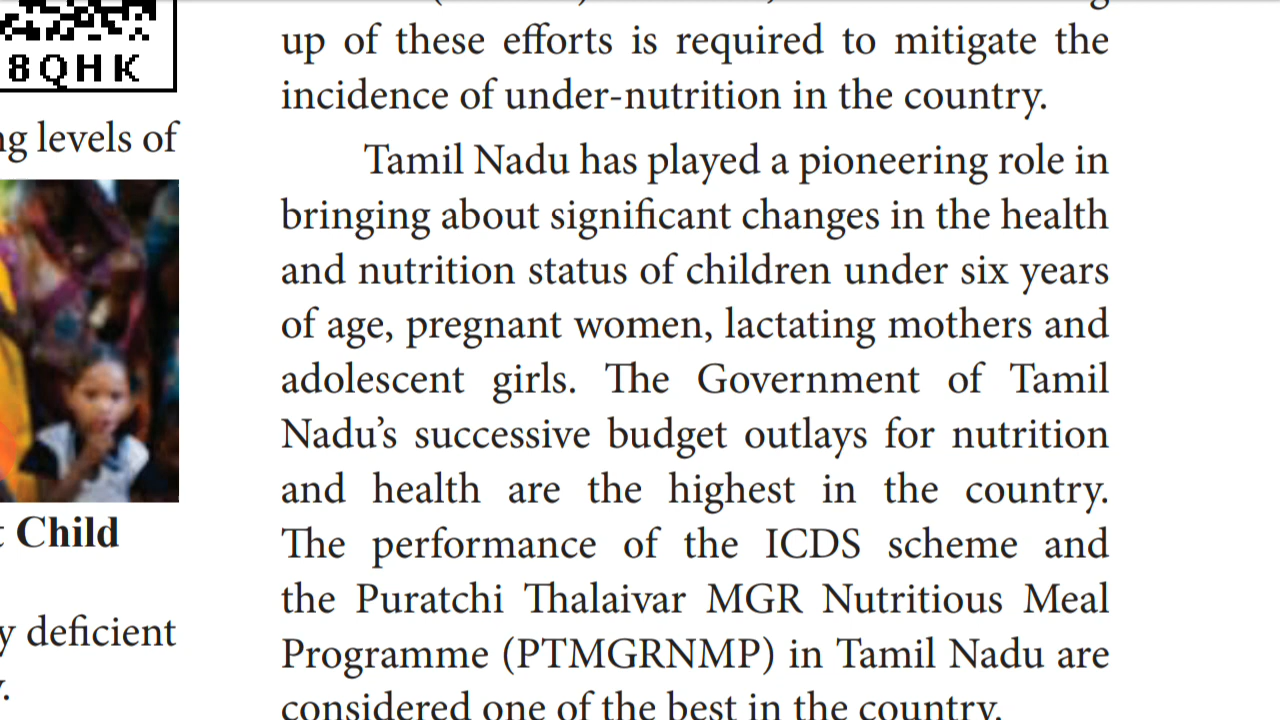 8QHK
levels of
Child
deficient
up of these efforts is required to mitigate the
incidence of under-nutrition in the country.
Tamil Nadu has played a pioneering role in
bringing about significant changes in the health
and nutrition status of children under six years
of age, pregnant women, lactating mothers and
adolescent girls. The Government of Tamil
Nadu’s successive budget outlays for nutrition
and health are the highest in the country.
The performance of the ICDS scheme and
the Puratchi Thalaivar MGR Nutritious Meal
Programme (PTMGRNMP) in Tamil Nadu are
considered one of the best in the country.